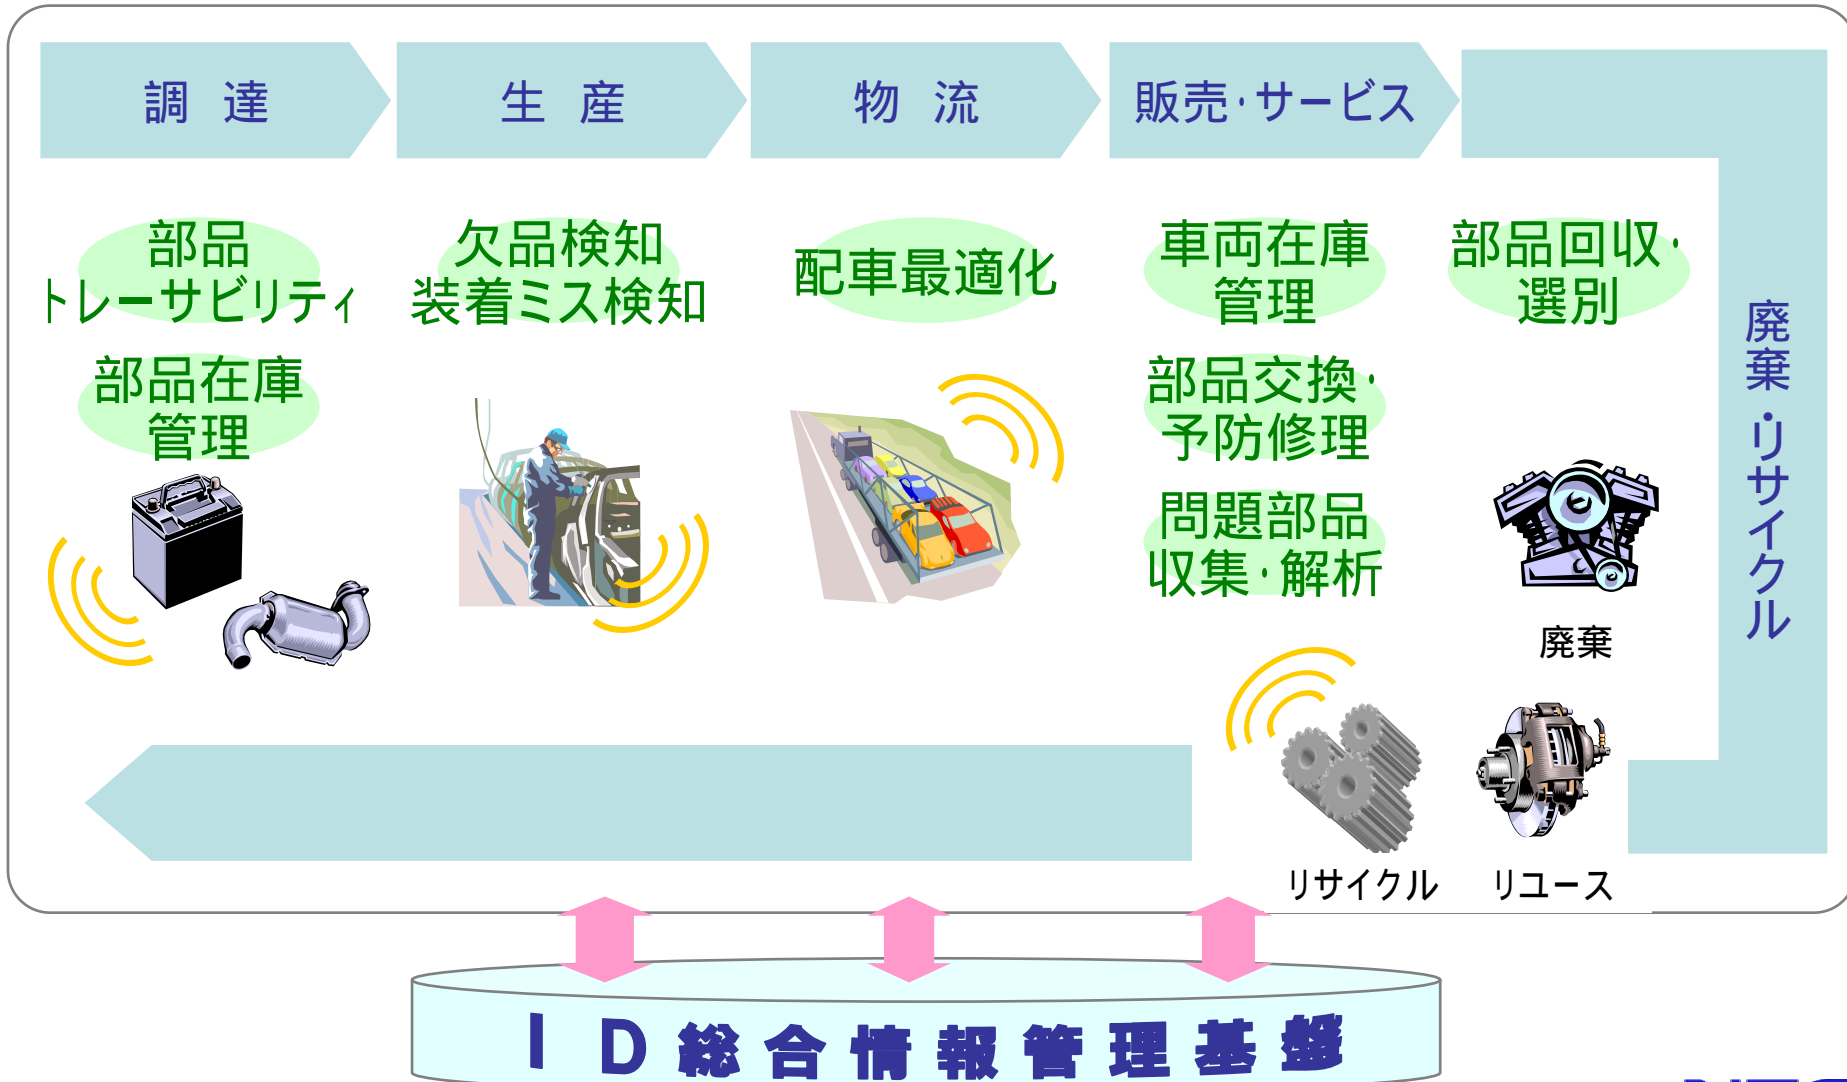 調 達
生 産
物 流
販売・サービス
部品
トレーサビリティ
部品在庫
管理
欠品検知
装着ミス検知
配車最適化
車両在庫
管理
部品交換・
予防修理
問題部品
収集・解析
部品回収・
選別
廃棄・リサイクル
廃棄
リサイクル
リユース
ID総合情報管理基盤